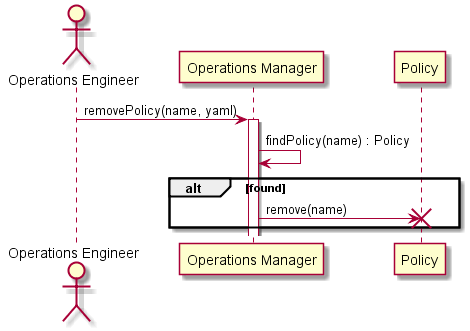 Operations Engineer
Operations Manager
Policy
removePolicy(name, yaml)
findPolicy(name) : Policy
alt [found]
remove(name)
Operations Engineer
Operations Manager
Policy